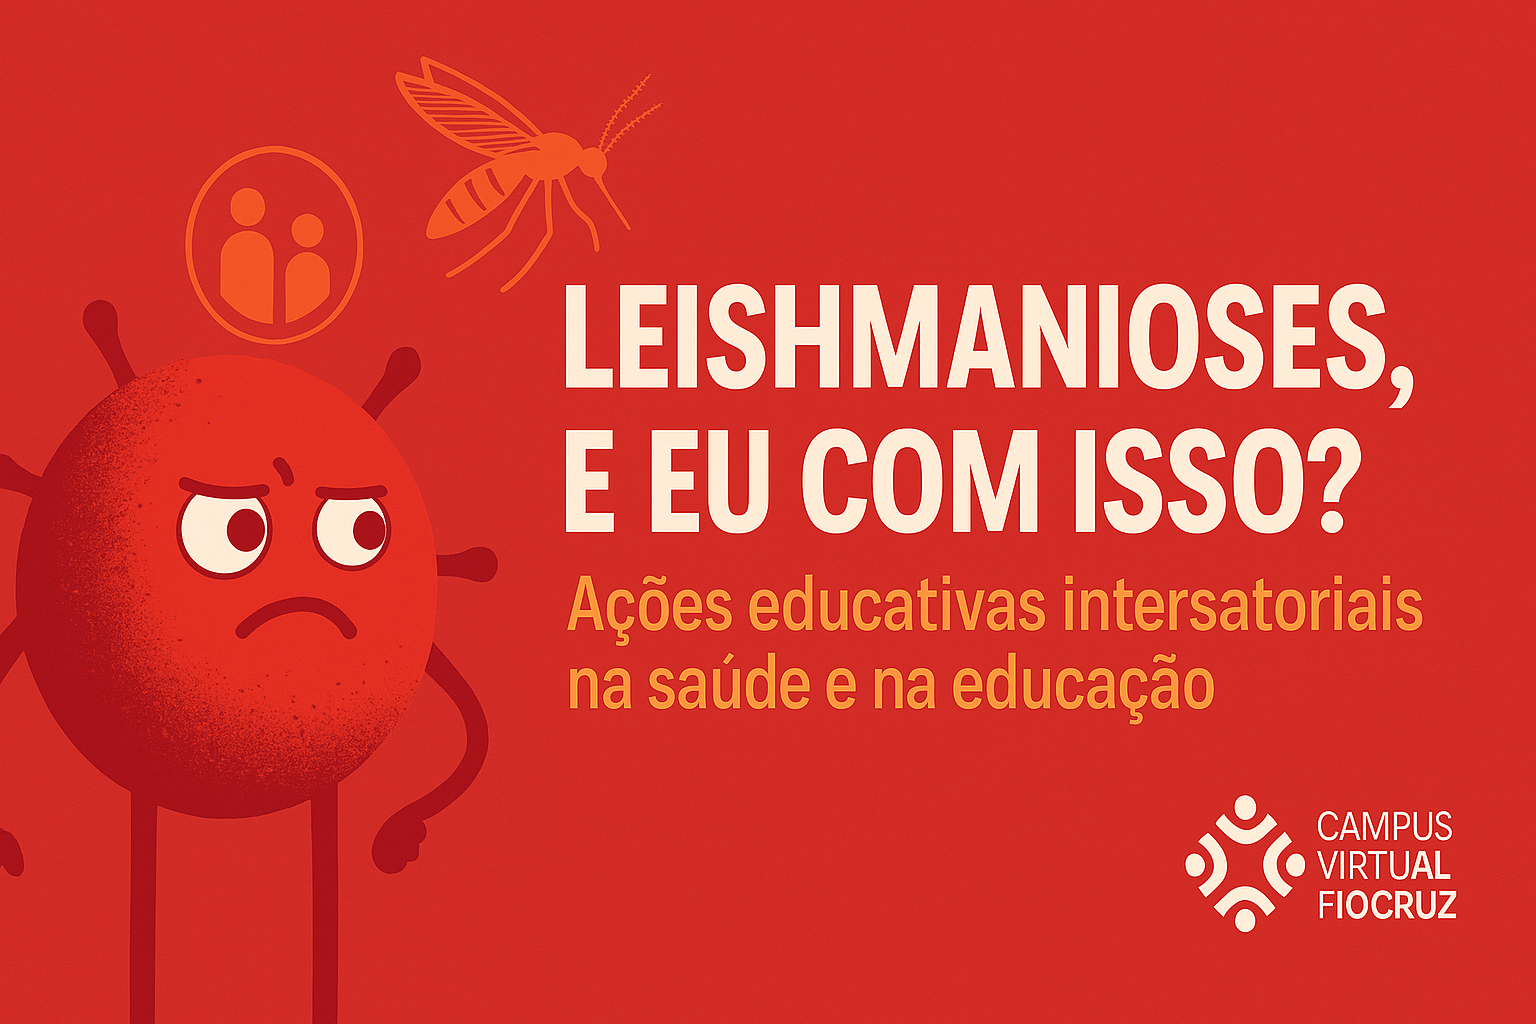 LEISHMANIOSES,
E EU COM ISSO?
Ações educativas intersatoriais
na saúde e na educação
CAMPUS
VIRTUAL
FIOCRUZ